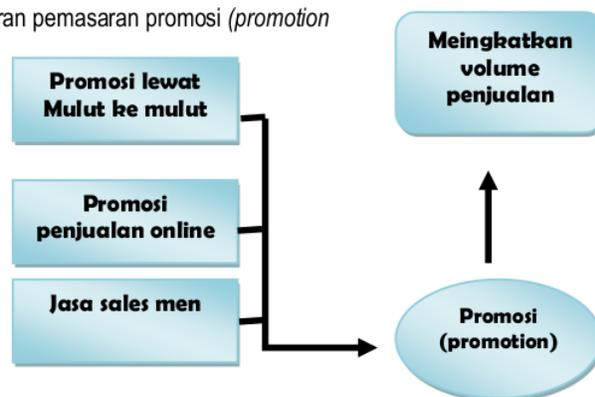 ran pemasaran promosi (promotion
Promosi lewat
Mulut ke mulut
Promosi
penjualan online
Jasa sales men
Meingkatkan
volume
penjualan
Promosi
(promotion)